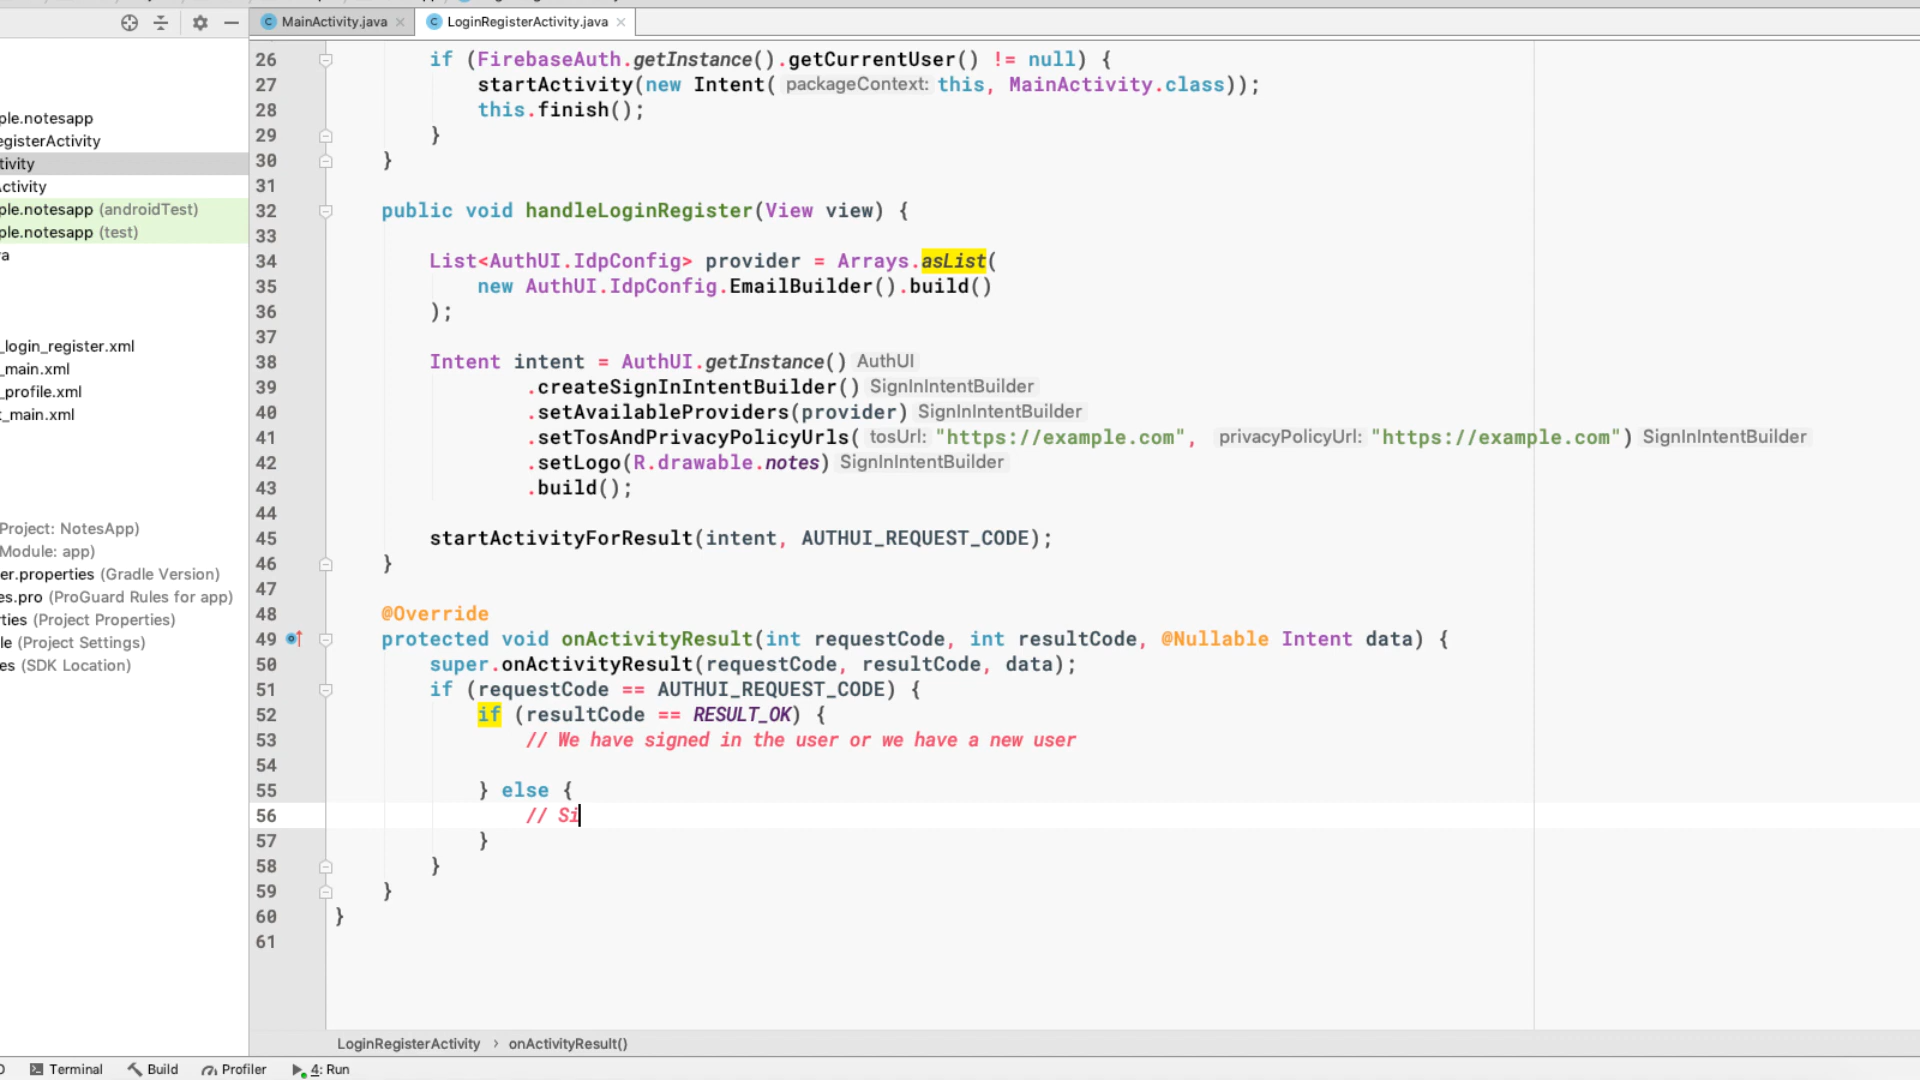 MainActivity.java
LoginRegisterActivity.java
ple.notesapp
egisterActivity
tivity
Activity
ple.notesapp (androidTest)
ple.notesapp (test)
a
_login_register.xml
_main.xml
_profile.xml
t_main.xml
Project: NotesApp)
Module: app)
er.properties (Gradle Version)
es.pro (ProGuard Rules for app)
rties (Project Properties)
le (Project Settings)
es (SDK Location)
26 if (FirebaseAuth.getInstance().getCurrentUser() != null) {
27 startActivity(new Intent( packageContext: this, MainActivity.class));
28 this.finish();
29 }
30 }
31
32 public void handleLoginRegister(View view) {
33
34 List<AuthUI.IdpConfig> provider = Arrays.asList(
35 new AuthUI.IdpConfig.EmailBuilder().build()
36 );
37
38 Intent intent = AuthUI.getInstance() AuthUI
39 .createSignInIntentBuilder() SignInIntentBuilder
40 .setAvailableProviders(provider) SignInIntentBuilder
41 .setTosAndPrivacyPolicyUrls( tosUrl: "https://example.com", privacyPolicyUrl: "https://example.com") SignInIntentBuilder
42 .setLogo(R.drawable.notes) SignInIntentBuilder
43 .build();
44
45 startActivityForResult(intent, AUTHUI_REQUEST_CODE);
46 }
47
48 @Override
49 protected void onActivityResult(int requestCode, int resultCode, @Nullable Intent data) {
50 super.onActivityResult(requestCode, resultCode, data);
51 if (requestCode == AUTHUI_REQUEST_CODE) {
52 if (resultCode == RESULT_OK) {
53 // We have signed in the user or we have a new user
54
55 } else {
56 // Si
57 }
58 }
59 }
60 }
61
LoginRegisterActivity › onActivityResult()
Terminal Build Profiler 4: Run